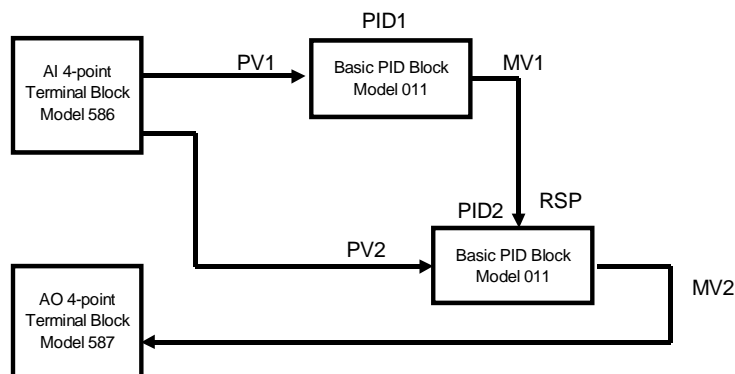 PID1
AI 4-point
Terminal Block
Model 586
PV1
Basic PID Block
Model 011
MV1
RSP
PID2
PV2
Basic PID Block
Model 011
MV2
AO 4-point
Terminal Block
Model 587